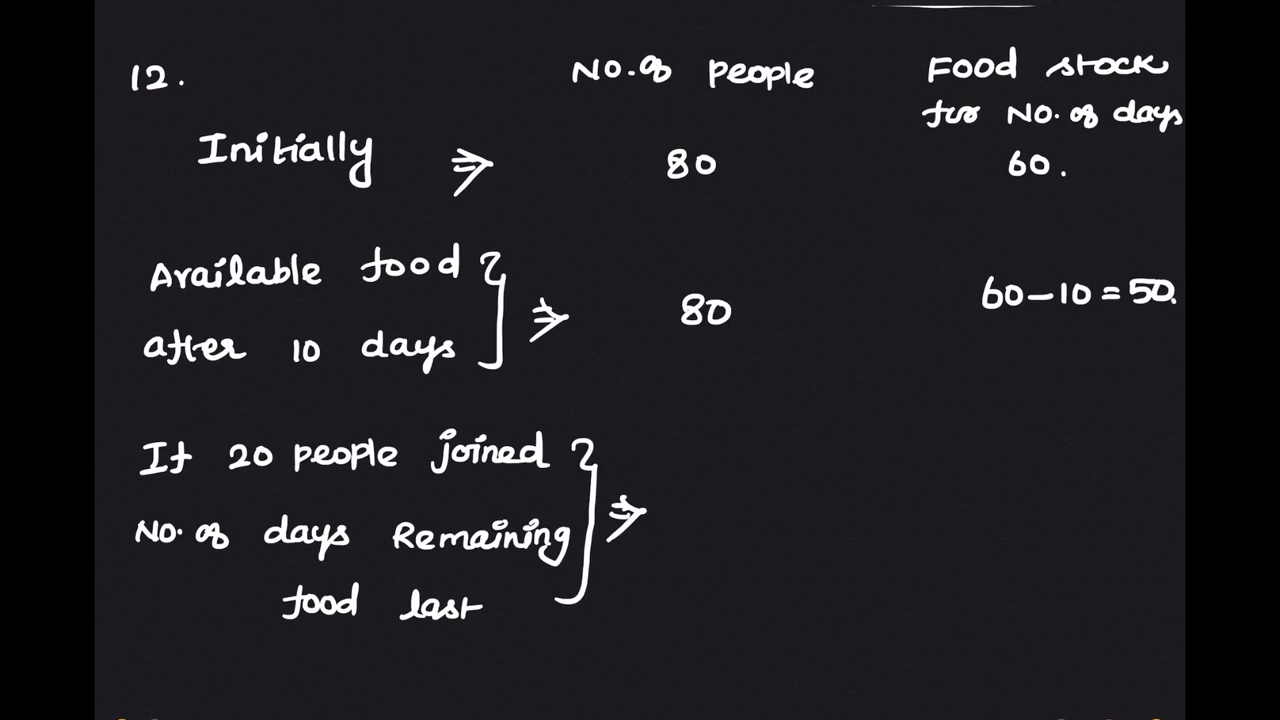 12.
No. of people
Food stock
for No. of days
Initially ⇒ 80 60.
Available food
after 10 days ⇒ 80 60-10=50.
If 20 people joined
No. of days Remaining ⇒
food last